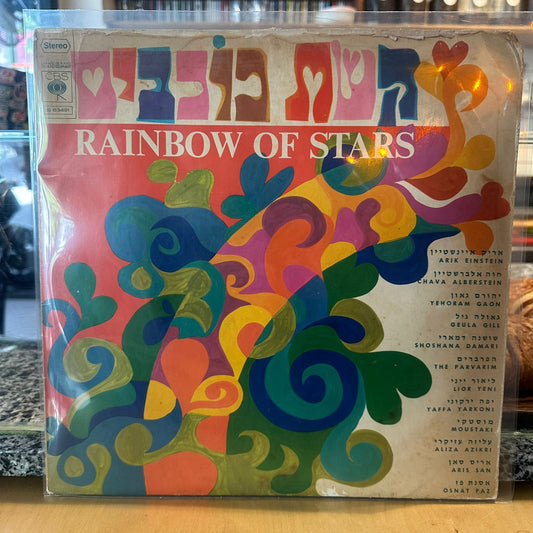 Stereo
CBS
קשת כוכבים
RAINBOW OF STARS
אריק איינשטיין
ARIK EINSTEIN
חוה אלברשטיין
CHAVA ALBERSTEIN
יהורם גאון
YEHORAM GAON
גאולה גיל
GEULA GILL
שושנה דמארי
SHOSHANA DAMARI
הפרברים
THE PARVARIM
ליאור ייני
LIOR YENI
יפה ירקוני
YAFFA YARKONI
מוסטקי
MOUSTAKI
עליזה עזיקרי
ALIZA AZIKRI
אריס סאן
ARIS SAN
אסנת פז
OSNAT PAZ